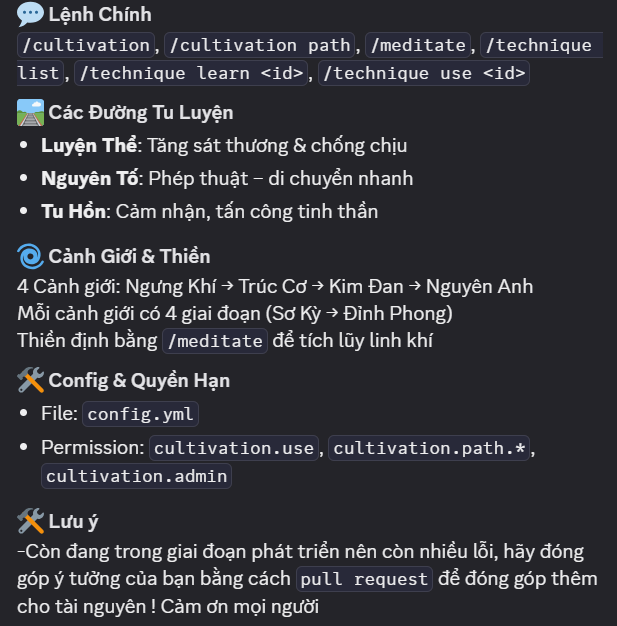 💬 Lệnh Chính
/cultivation, /cultivation path, /meditate, /technique
list, /technique learn <id>, /technique use <id>
🛤️ Các Đường Tu Luyện
• Luyện Thể: Tăng sát thương & chống chịu
• Nguyên Tố: Phép thuật – di chuyển nhanh
• Tu Hồn: Cảm nhận, tấn công tinh thần
🌀 Cảnh Giới & Thiền
4 Cảnh giới: Ngưng Khí → Trúc Cơ → Kim Đan → Nguyên Anh
Mỗi cảnh giới có 4 giai đoạn (Sơ Kỳ → Đỉnh Phong)
Thiền định bằng /meditate để tích lũy linh khí
🛠️ Config & Quyền Hạn
• File: config.yml
• Permission: cultivation.use, cultivation.path.*,
cultivation.admin
🛠️ Lưu ý
-Còn đang trong giai đoạn phát triển nên còn nhiều lỗi, hãy đóng
góp ý tưởng của bạn bằng cách pull request để đóng góp thêm
cho tài nguyên ! Cảm ơn mọi người